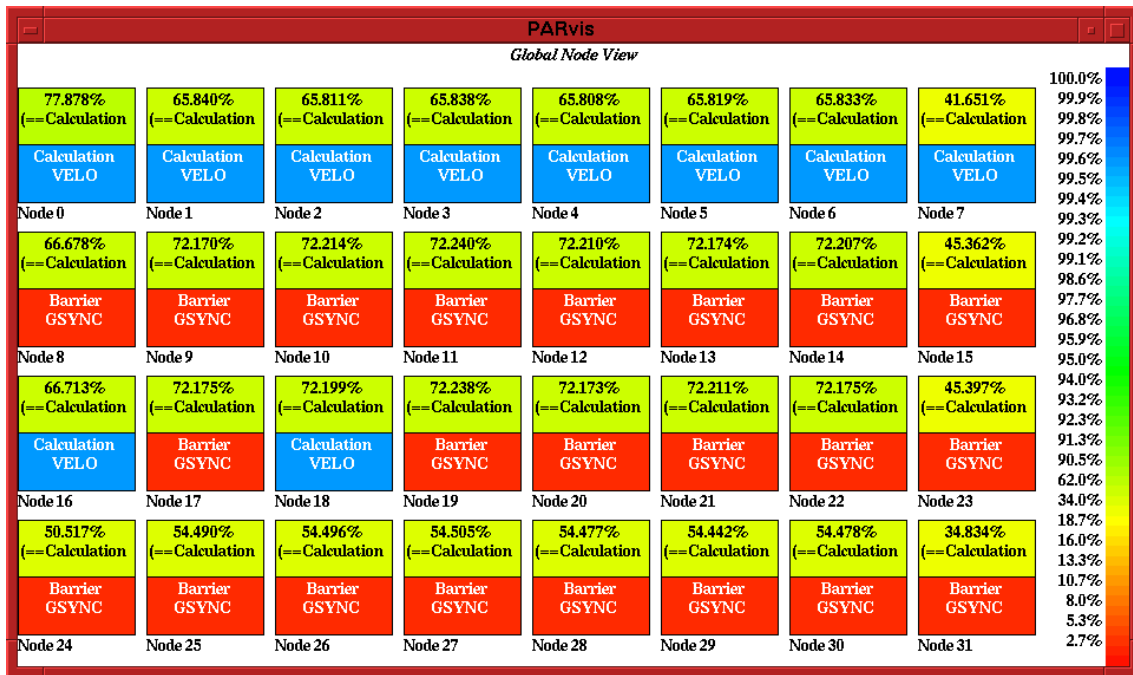 PARvis
Global Node View
100.0%
99.9%
99.8%
99.7%
99.6%
99.5%
99.4%
99.3%
99.2%
99.1%
98.6%
97.7%
96.8%
95.9%
95.0%
94.0%
93.2%
92.3%
91.3%
90.5%
62.0%
34.0%
18.7%
16.0%
13.3%
10.7%
8.0%
5.3%
2.7%
77.878% 65.840% 65.811% 65.838% 65.808% 65.819% 65.833% 41.651%
(==Calculation (==Calculation (==Calculation (==Calculation (==Calculation (==Calculation (==Calculation (==Calculation
Calculation Calculation Calculation Calculation Calculation Calculation Calculation Calculation
VELO VELO VELO VELO VELO VELO VELO VELO
Node 0 Node 1 Node 2 Node 3 Node 4 Node 5 Node 6 Node 7
66.678% 72.170% 72.214% 72.240% 72.210% 72.174% 72.207% 45.362%
(==Calculation (==Calculation (==Calculation (==Calculation (==Calculation (==Calculation (==Calculation (==Calculation
Barrier Barrier Barrier Barrier Barrier Barrier Barrier Barrier
GSYNC GSYNC GSYNC GSYNC GSYNC GSYNC GSYNC GSYNC
Node 8 Node 9 Node 10 Node 11 Node 12 Node 13 Node 14 Node 15
66.713% 72.175% 72.199% 72.238% 72.173% 72.211% 72.175% 45.397%
(==Calculation (==Calculation (==Calculation (==Calculation (==Calculation (==Calculation (==Calculation (==Calculation
Calculation Barrier Calculation Barrier Barrier Barrier Barrier Barrier
VELO GSYNC VELO GSYNC GSYNC GSYNC GSYNC GSYNC
Node 16 Node 17 Node 18 Node 19 Node 20 Node 21 Node 22 Node 23
50.517% 54.490% 54.496% 54.505% 54.477% 54.442% 54.478% 34.834%
(==Calculation (==Calculation (==Calculation (==Calculation (==Calculation (==Calculation (==Calculation (==Calculation
Barrier Barrier Barrier Barrier Barrier Barrier Barrier Barrier
GSYNC GSYNC GSYNC GSYNC GSYNC GSYNC GSYNC GSYNC
Node 24 Node 25 Node 26 Node 27 Node 28 Node 29 Node 30 Node 31